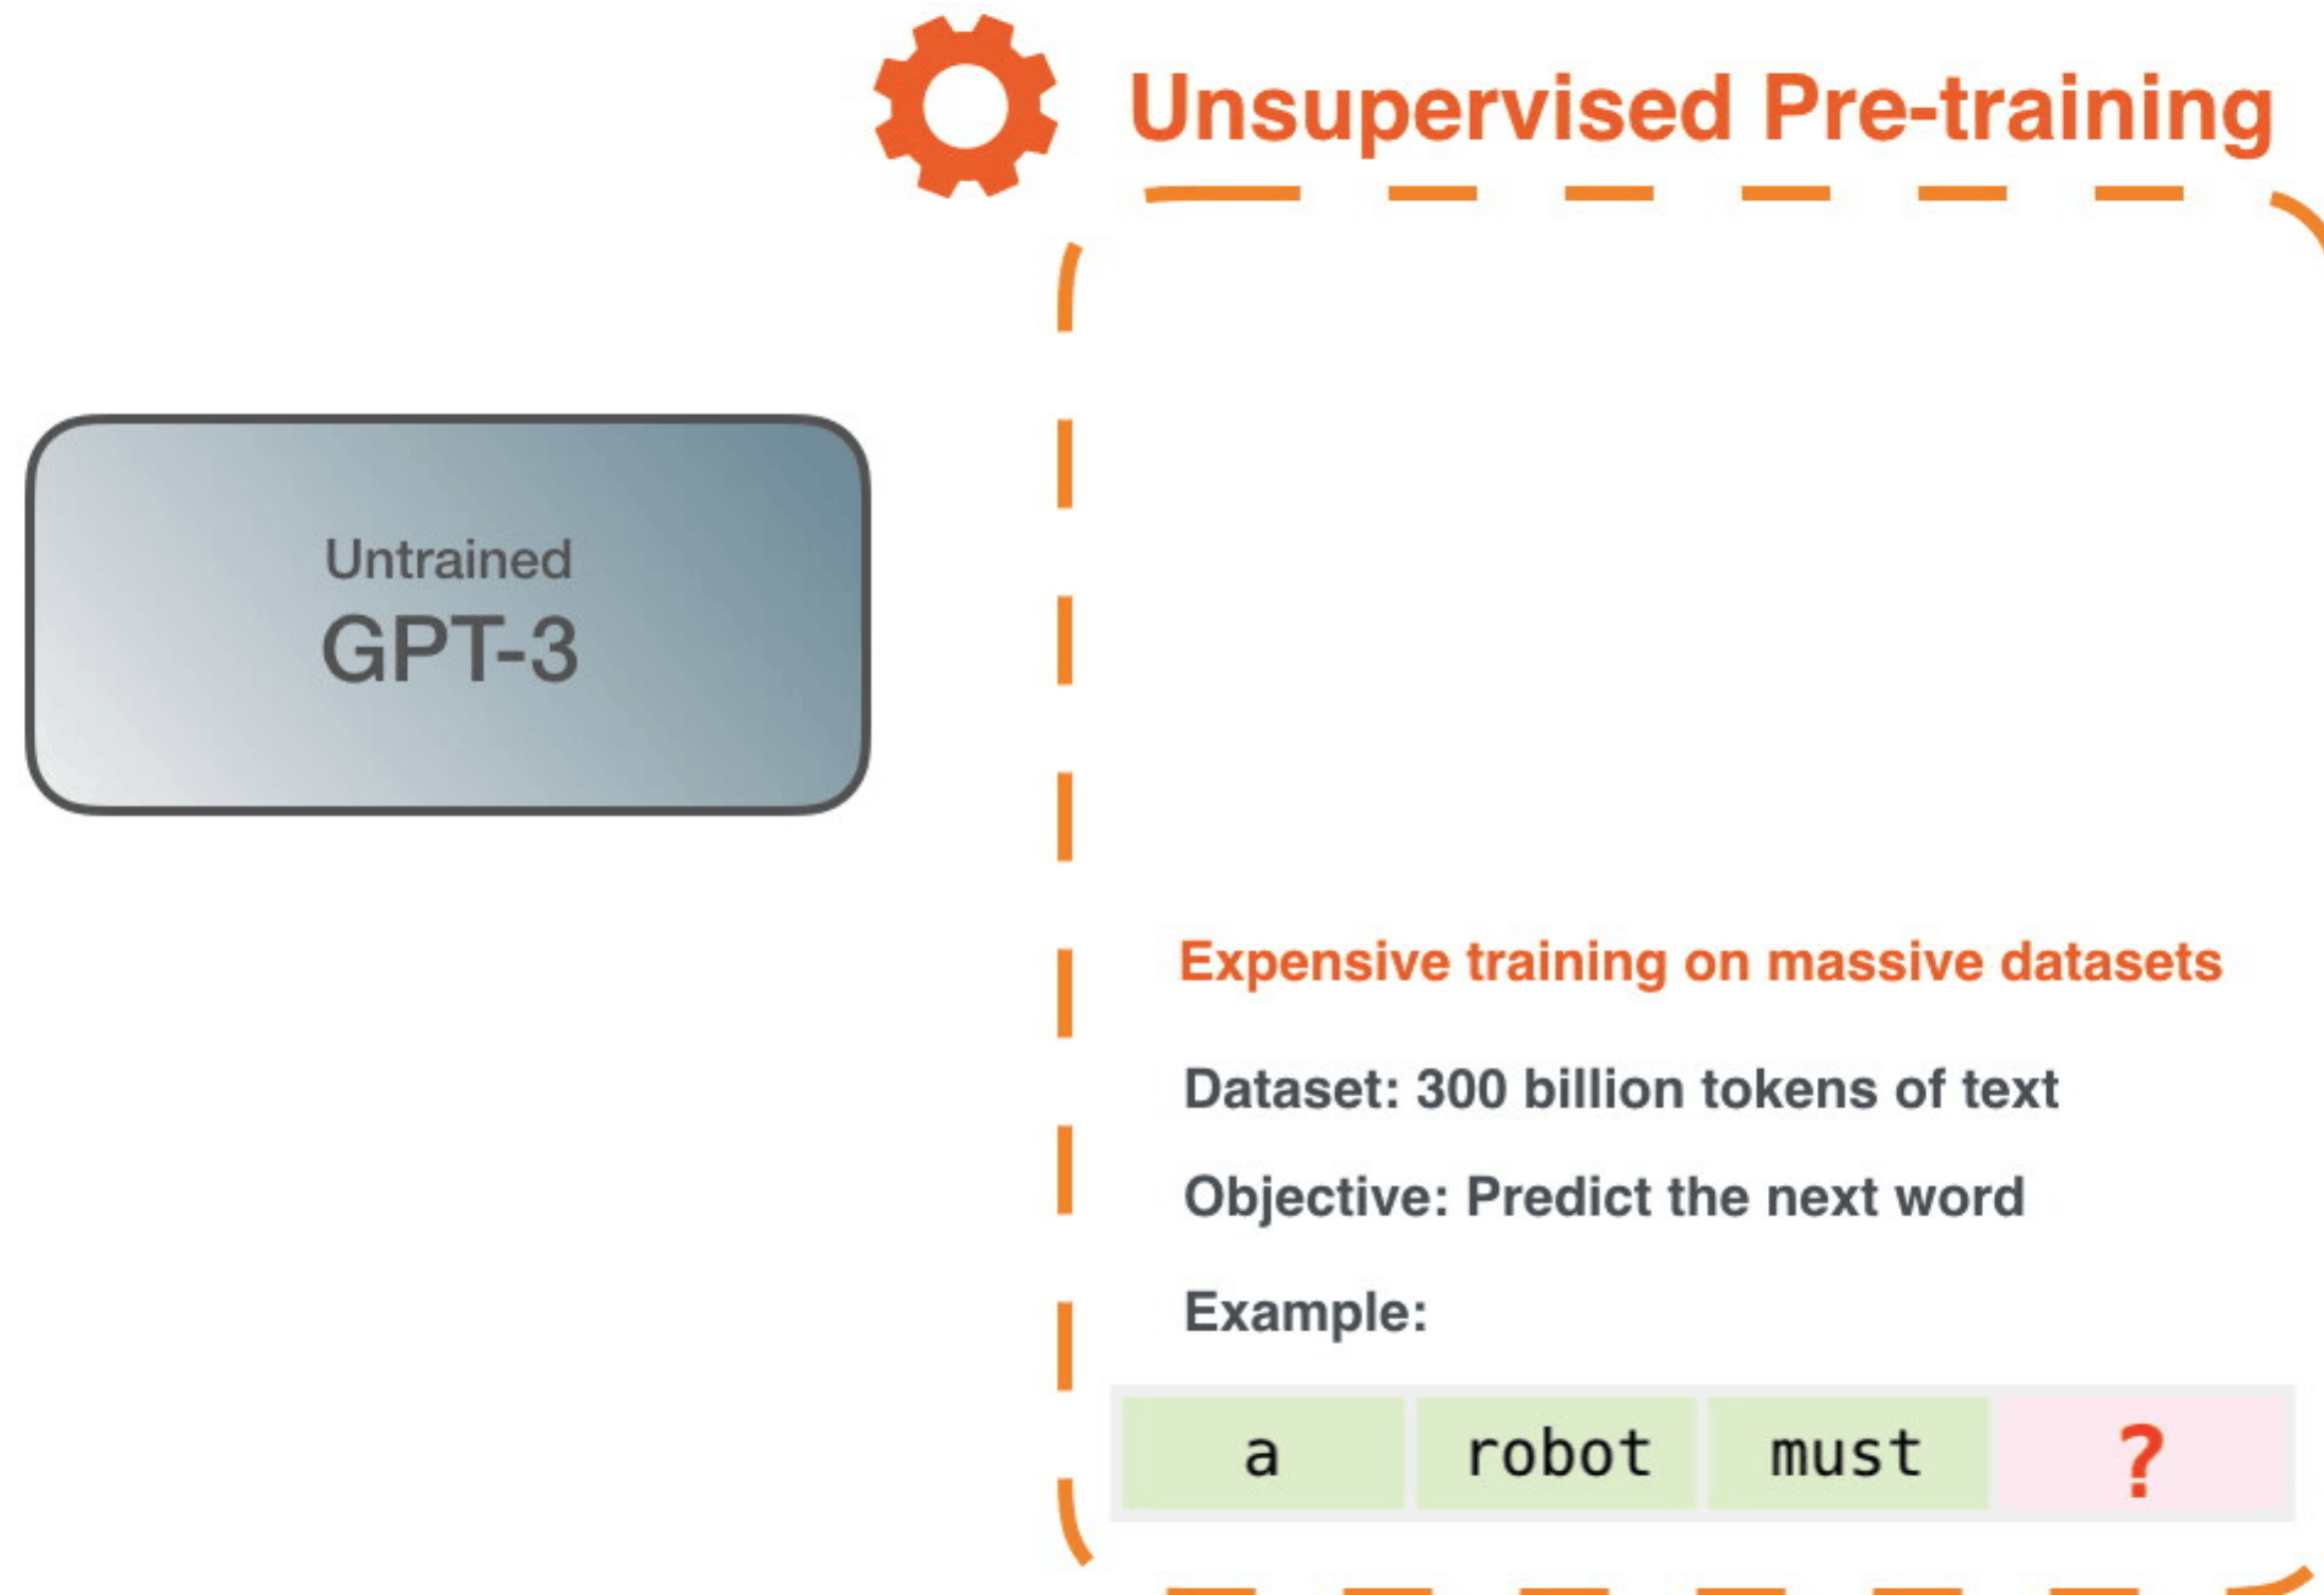 Unsupervised Pre-training
Untrained
GPT-3
Expensive training on massive datasets
Dataset: 300 billion tokens of text
Objective: Predict the next word
Example:
a robot must ?